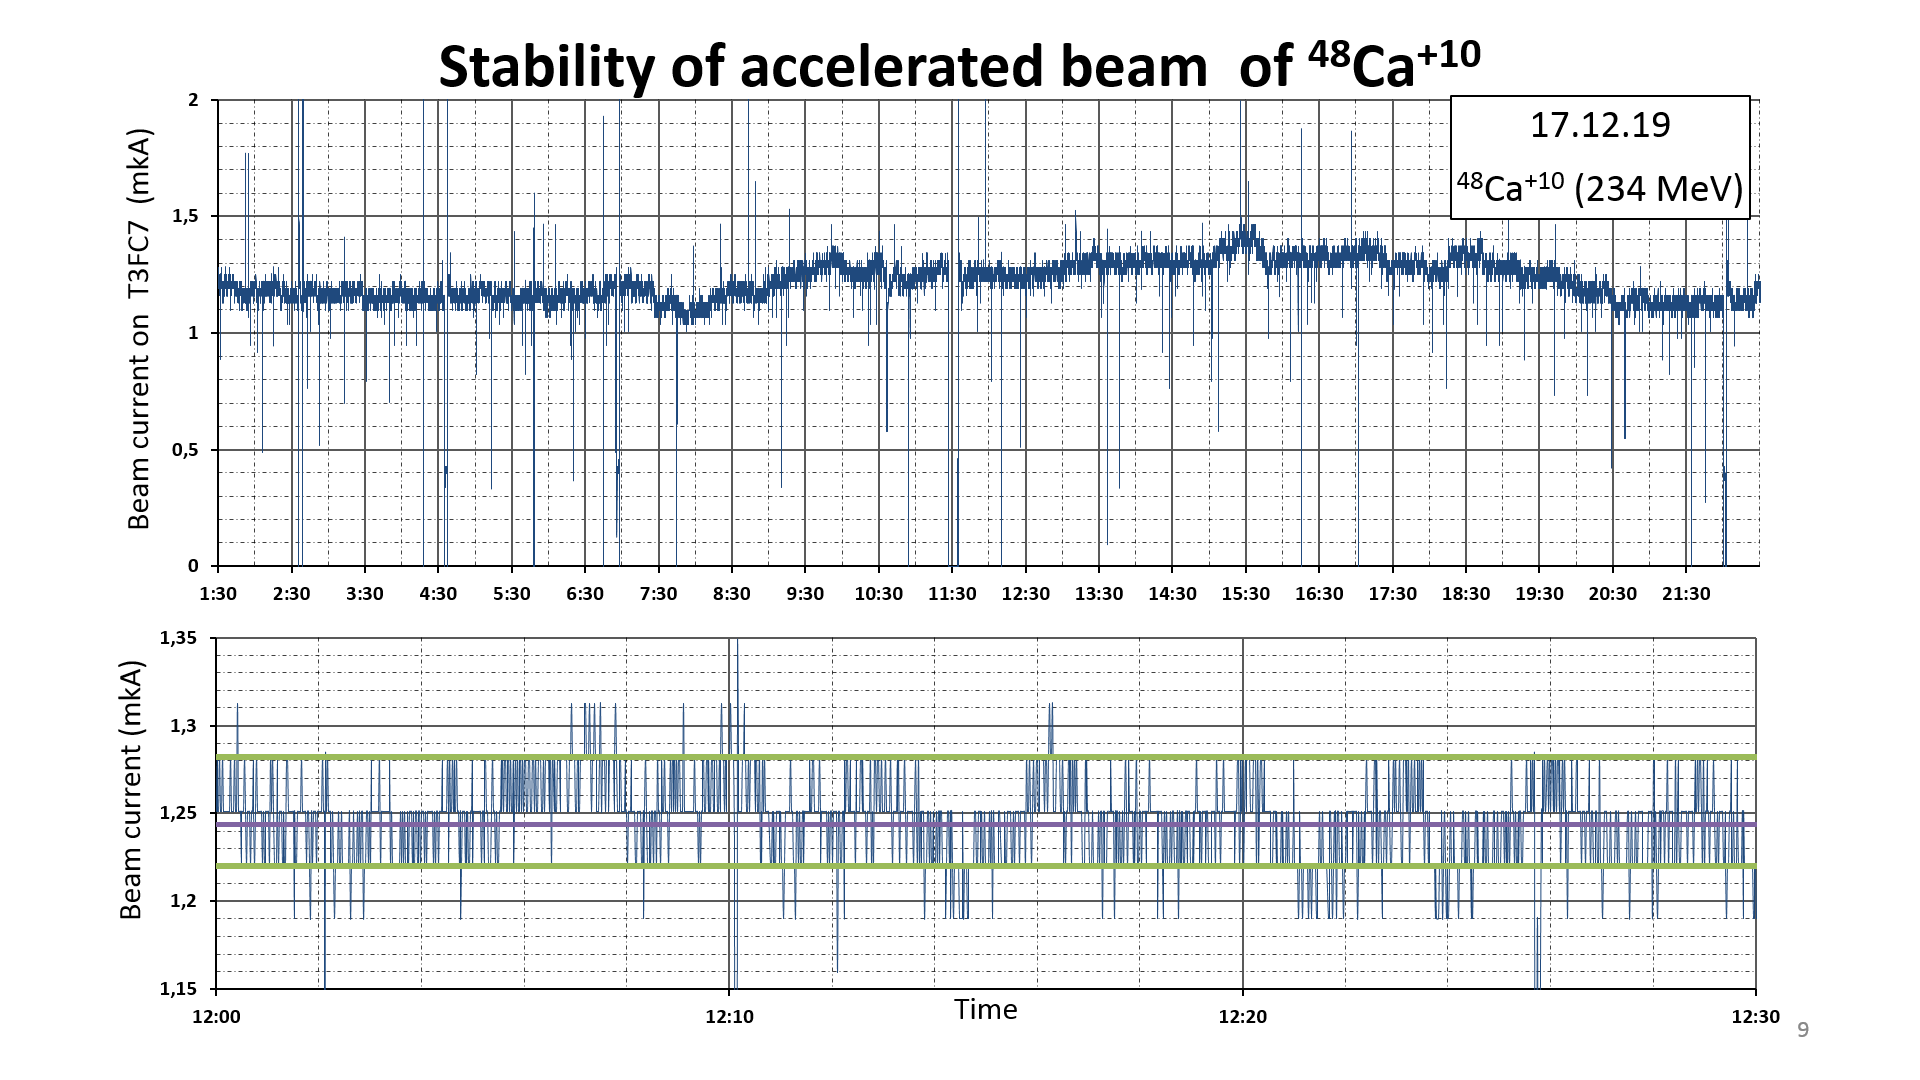 Stability of accelerated beam of ⁴⁸Ca⁺¹⁰
17.12.19
⁴⁸Ca⁺¹⁰ (234 MeV)
Beam current on T3FC7 (mkA)
2
1,5
1
0,5
0
1:30 2:30 3:30 4:30 5:30 6:30 7:30 8:30 9:30 10:30 11:30 12:30 13:30 14:30 15:30 16:30 17:30 18:30 19:30 20:30 21:30
Beam current (mkA)
1,35
1,3
1,25
1,2
1,15
12:00 12:10 12:20 12:30
Time
9